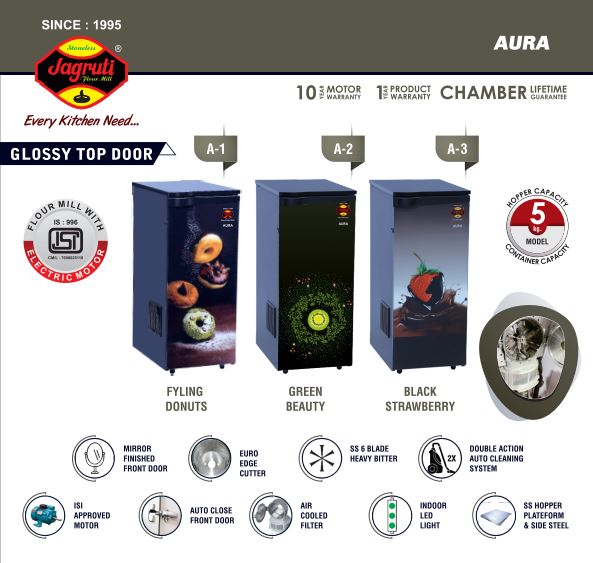 SINCE : 1995
Stoneless
Jagruti
Flour Mill
®
Every Kitchen Need...
AURA
10 YEAR MOTOR WARRANTY
1 YEAR PRODUCT WARRANTY
CHAMBER LIFETIME GUARANTEE
GLOSSY TOP DOOR
A-1
A-2
A-3
FLOUR MILL WITH
IS : 996
ISI
ELECTRIC MOTOR
AURA
AURA
AURA
HOPPER CAPACITY
5
kg.
MODEL
CONTAINER CAPACITY
FYLING
DONUTS
GREEN
BEAUTY
BLACK
STRAWBERRY
MIRROR
FINISHED
FRONT DOOR
EURO
EDGE
CUTTER
SS 6 BLADE
HEAVY BITTER
2X
DOUBLE ACTION
AUTO CLEANING
SYSTEM
ISI
APPROVED
MOTOR
AUTO CLOSE
FRONT DOOR
AIR
COOLED
FILTER
INDOOR
LED
LIGHT
SS HOPPER
PLATEFORM
& SIDE STEEL